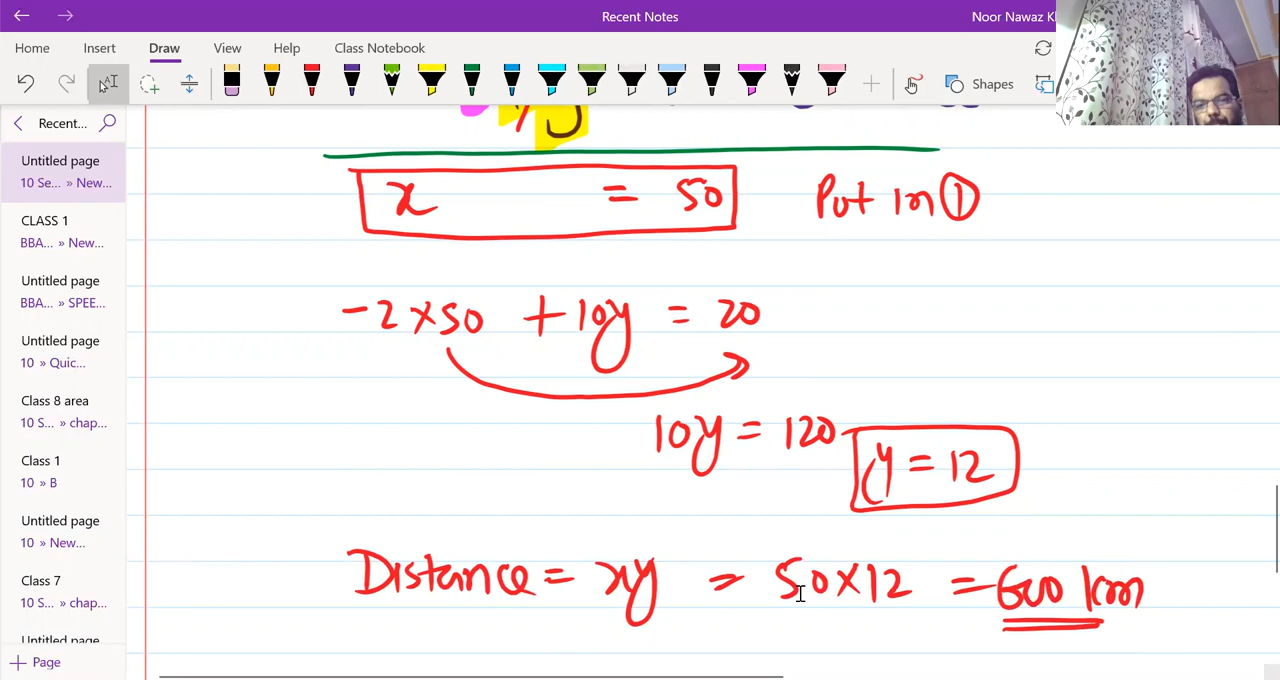 Recent Notes
Noor Nawaz K
Home Insert Draw View Help Class Notebook
Shapes
Recent...
Untitled page
10 Se... » New...
CLASS 1
BBA... » New...
Untitled page
BBA... » SPEE...
Untitled page
10 » Quic...
Class 8 area
10 S... » chap...
Class 1
10 » B
Untitled page
10 » New...
Class 7
10 S... » chap...
Untitled page
Page
x = 50 Put in ①
-2 × 50 + 10y = 20
10y = 120
y = 12
Distance = xy = 50 × 12 = 600 km